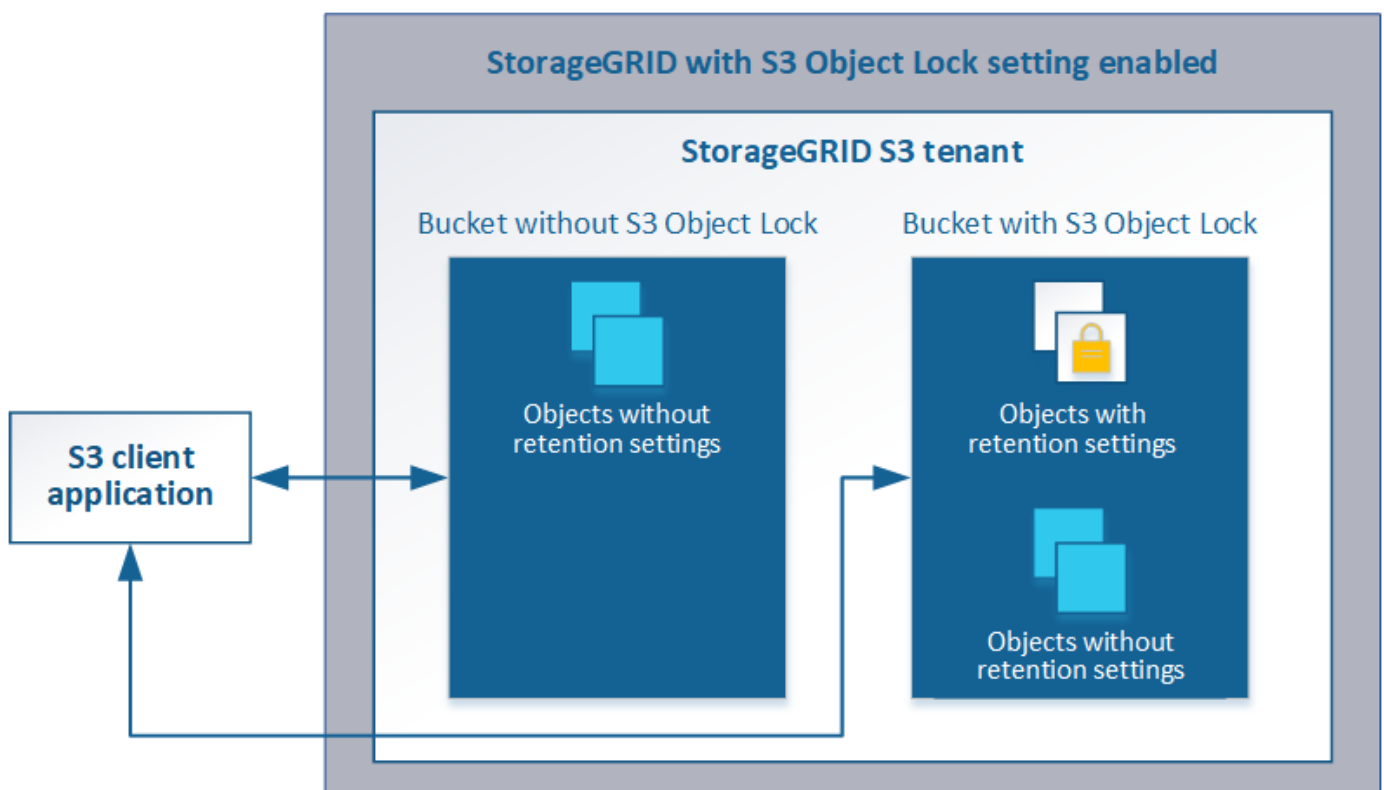 StorageGRID with S3 Object Lock setting enabled
StorageGRID S3 tenant
Bucket without S3 Object Lock
Bucket with S3 Object Lock
Objects without
retention settings
Objects with
retention settings
S3 client
application
Objects without
retention settings